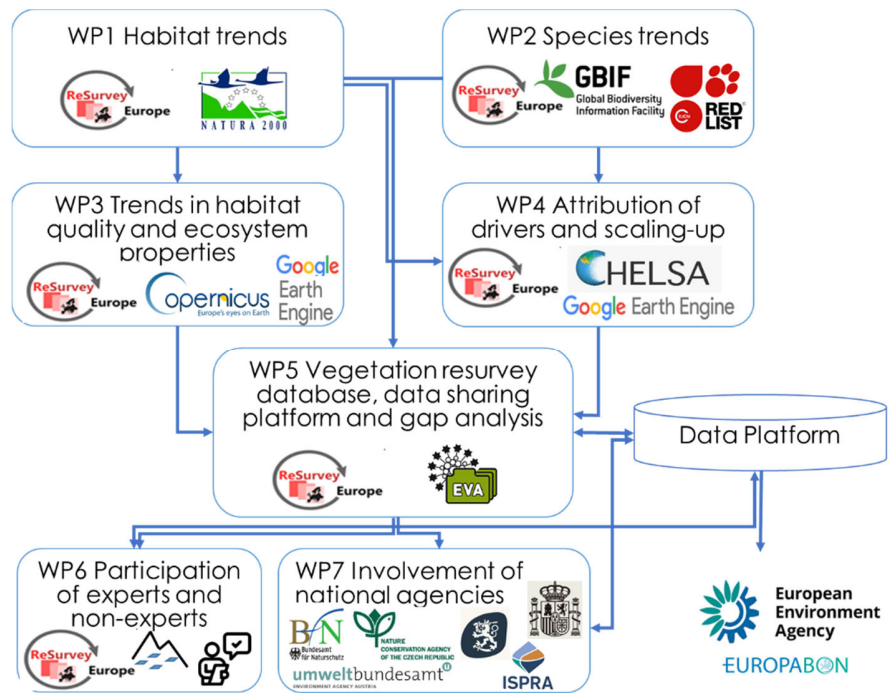 WP1 Habitat trends
ReSurvey
Europe
NATURA 2000
WP2 Species trends
ReSurvey
Europe
GBIF
Global Biodiversity
Information Facility
IUCN
RED
LIST
WP3 Trends in habitat
quality and ecosystem
properties
ReSurvey
Europe
opernicus
Europe's eyes on Earth
Google
Earth
Engine
WP4 Attribution of
drivers and scaling-up
ReSurvey
Europe
CHELSA
Google Earth Engine
WP5 Vegetation resurvey
database, data sharing
platform and gap analysis
ReSurvey
Europe
EVA
Data Platform
WP6 Participation
of experts and
non-experts
ReSurvey
Europe
WP7 Involvement of
national agencies
BfN
Bundesamt
für Naturschutz
NATURE
CONSERVATION AGENCY
OF THE CZECH REPUBLIC
umweltbundesamt
ENVIRONMENT AGENCY AUSTRIA
ISPRA
European
Environment
Agency
EUROPABON